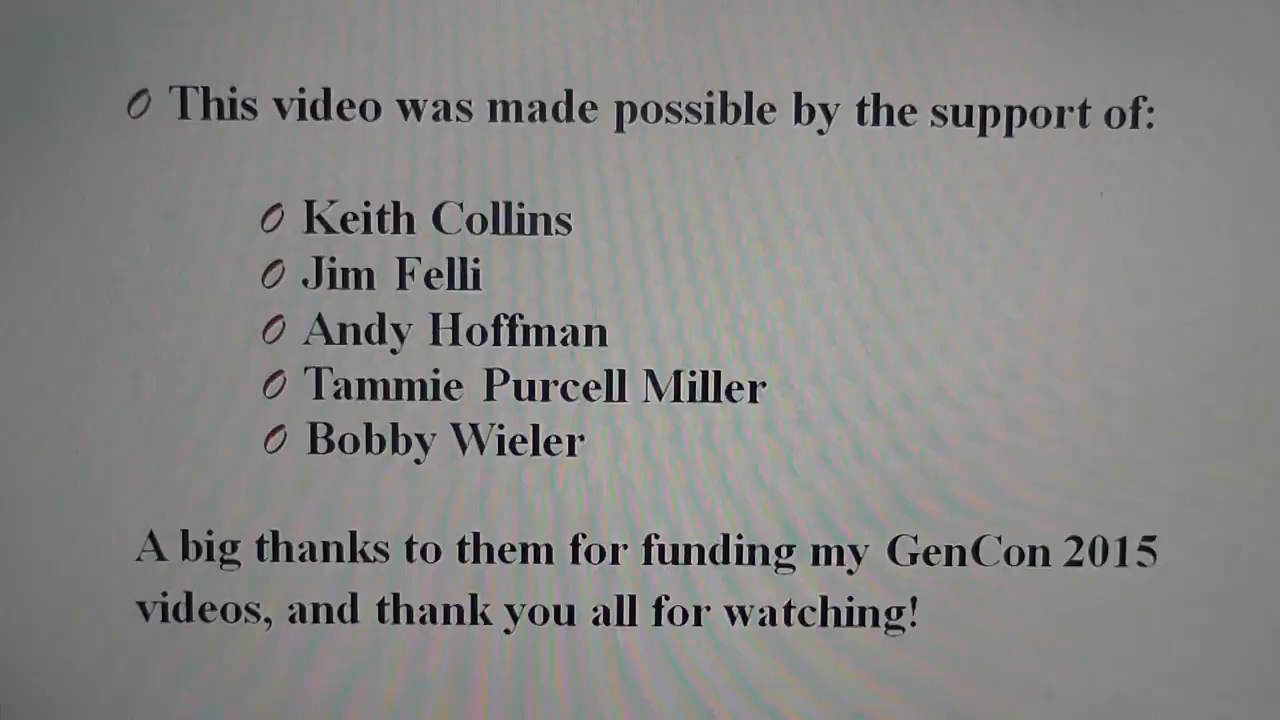 This video was made possible by the support of:
Keith Collins
Jim Felli
Andy Hoffman
Tammie Purcell Miller
Bobby Wieler
A big thanks to them for funding my GenCon 2015
videos, and thank you all for watching!